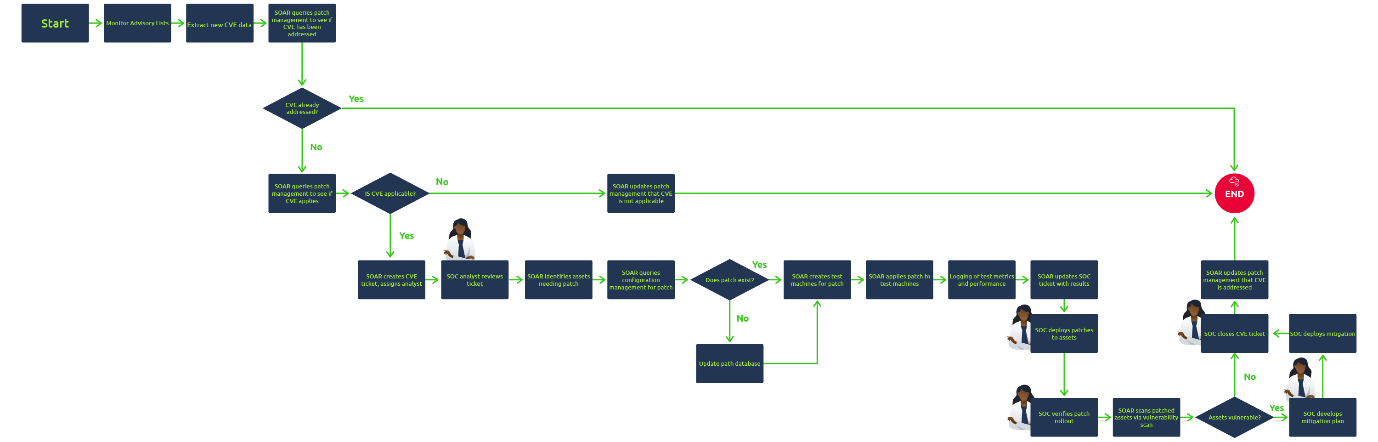 Start
Monitor Advisory Lists
Extract new CVE data
SOAR queries patch
management to see if
CVE has been
addressed
CVE already
addressed?
Yes
No
SOAR queries patch
management to see if
CVE applies
IS CVE applicable?
No
SOAR updates patch
management that CVE
is not applicable
END
Yes
SOAR creates CVE
ticket, assigns analyst
SOC analyst reviews
ticket
SOAR identifies assets
needing patch
SOAR queries
configuration
management for patch
Does patch exist?
Yes
No
Update path database
SOAR creates test
machines for patch
SOAR applies patch to
test machines
Logging of test metrics
and performance
SOAR updates SOC
ticket with results
SOC deploys patches
to assets
SOC verifies patch
rollout
SOAR scans patched
assets via vulnerability
scan
Assets vulnerable?
Yes
No
SOC develops
mitigation plan
SOC deploys mitigation
SOC closes CVE ticket
SOAR updates patch
management that CVE
is addressed